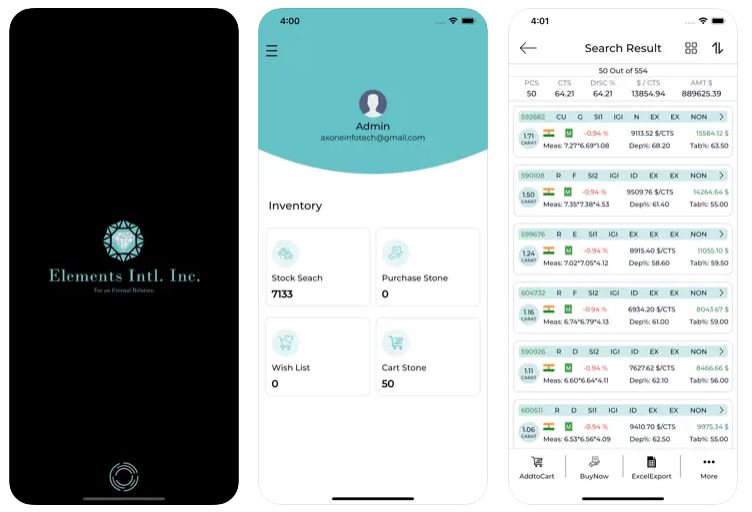 Elements Intl. Inc.
For an Eternal Relation
4:00
Admin
axoneinfotech@gmail.com
Inventory
Stock Seach
7133
Purchase Stone
0
Wish List
0
Cart Stone
50
4:01
Search Result
50 Out of 554
PCS CTS DISC % $ / CTS AMT $
50 64.21 64.21 13854.94 889625.39
592682 CU G SI1 IGI N EX EX NON
1.71 CARAT M -0.94 % 9113.52 $/CTS 15584.12 $
Meas: 7.27*6.69*1.08 Dep%: 68.20 Tab%: 63.50
590108 R F SI2 IGI ID EX EX NON
1.50 CARAT M -0.94 % 9509.76 $/CTS 14264.64 $
Meas: 7.35*7.38*4.53 Dep%: 61.40 Tab%: 55.00
599676 R E SI1 IGI EX EX EX NON
1.24 CARAT M -0.94 % 8915.40 $/CTS 11055.10 $
Meas: 7.02*7.05*4.12 Dep%: 58.60 Tab%: 59.50
604732 R F SI2 IGI ID EX EX NON
1.16 CARAT M -0.94 % 6934.20 $/CTS 8043.67 $
Meas: 6.74*6.79*4.13 Dep%: 61.00 Tab%: 59.00
590926 R D SI2 IGI ID EX EX NON
1.11 CARAT M -0.94 % 7627.62 $/CTS 8466.66 $
Meas: 6.60*6.64*4.11 Dep%: 62.10 Tab%: 56.00
600511 R D SI1 IGI ID EX EX NON
1.06 CARAT M -0.94 % 9410.70 $/CTS 9975.34 $
Meas: 6.53*6.56*4.09 Dep%: 62.50 Tab%: 55.00
AddtoCart BuyNow ExcelExport More